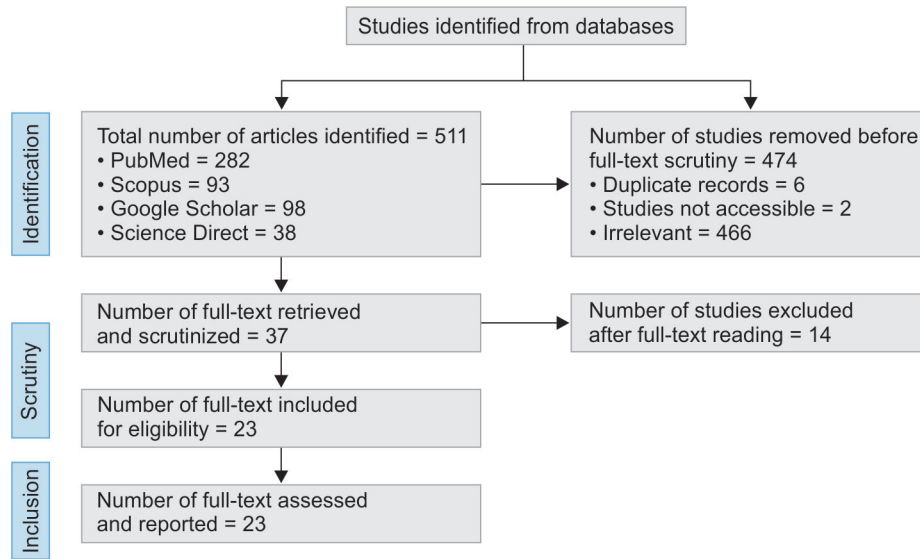 Studies identified from databases
Identification
Total number of articles identified = 511
• PubMed = 282
• Scopus = 93
• Google Scholar = 98
• Science Direct = 38
Number of studies removed before
full-text scrutiny = 474
• Duplicate records = 6
• Studies not accessible = 2
• Irrelevant = 466
Scrutiny
Number of full-text retrieved
and scrutinized = 37
Number of studies excluded
after full-text reading = 14
Number of full-text included
for eligibility = 23
Inclusion
Number of full-text assessed
and reported = 23